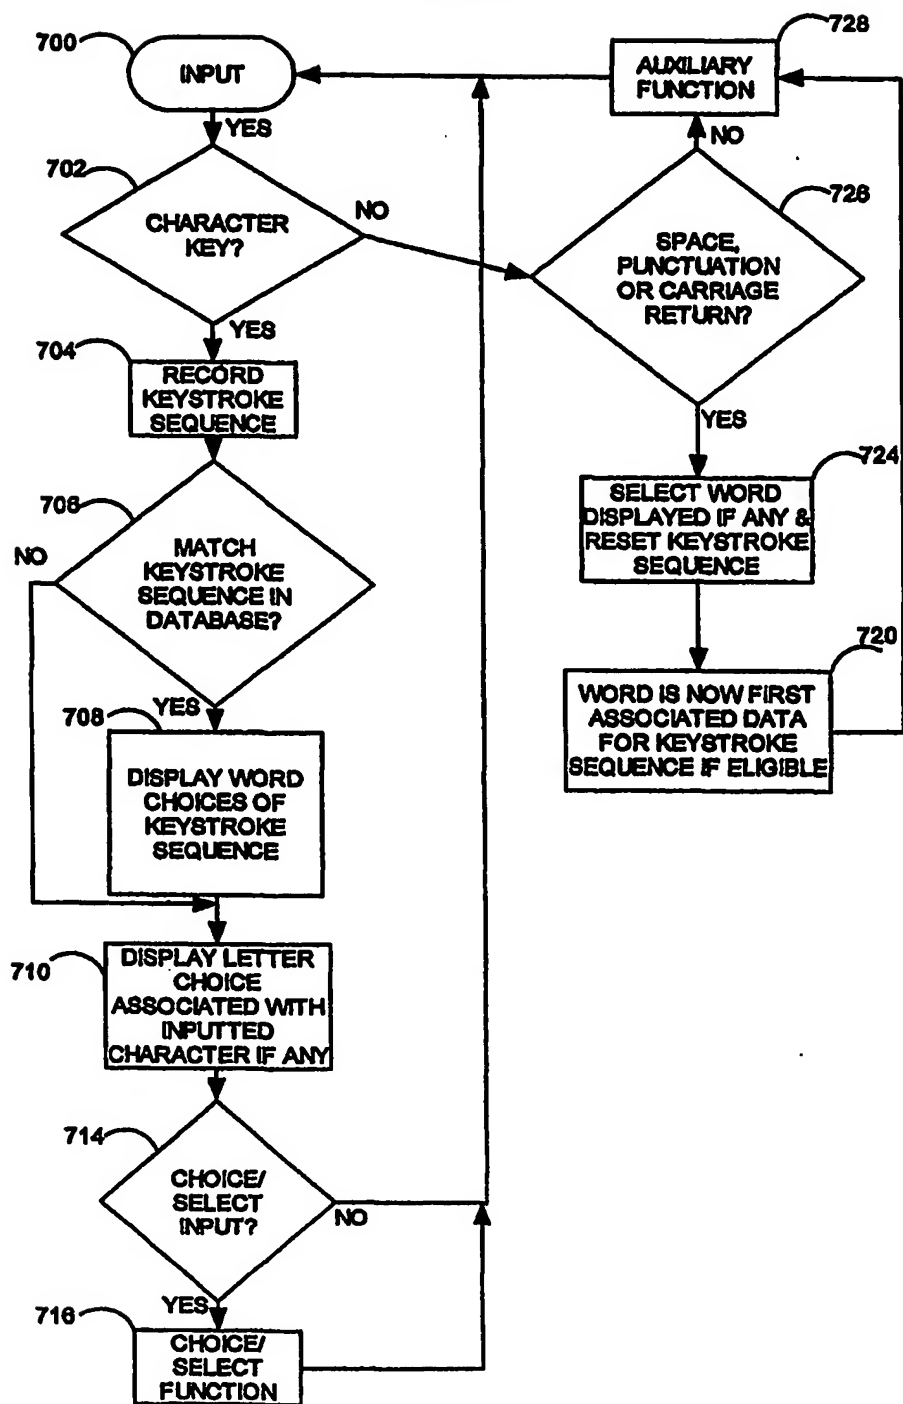 700
INPUT
YES
702
CHARACTER
KEY?
NO
YES
704
RECORD
KEYSTROKE
SEQUENCE
706
NO
MATCH
KEYSTROKE
SEQUENCE IN
DATABASE?
YES
708
DISPLAY WORD
CHOICES OF
KEYSTROKE
SEQUENCE
710
DISPLAY LETTER
CHOICE
ASSOCIATED WITH
INPUTTED
CHARACTER IF ANY
714
CHOICE/
SELECT
INPUT?
NO
YES
716
CHOICE/
SELECT
FUNCTION
728
AUXILIARY
FUNCTION
NO
726
SPACE,
PUNCTUATION
OR CARRIAGE
RETURN?
YES
724
SELECT WORD
DISPLAYED IF ANY &
RESET KEYSTROKE
SEQUENCE
720
WORD IS NOW FIRST
ASSOCIATED DATA
FOR KEYSTROKE
SEQUENCE IF ELIGIBLE